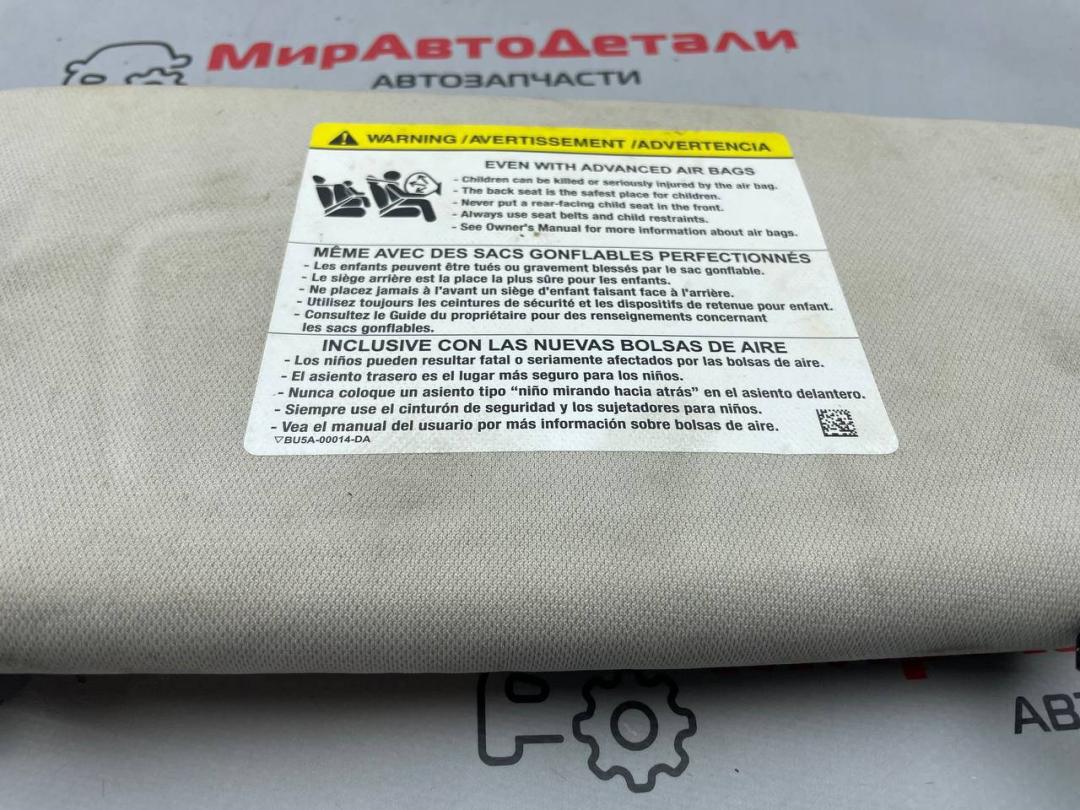 МирАвтоДетали
АВТОЗАПЧАСТИ
WARNING / AVERTISSEMENT / ADVERTENCIA
EVEN WITH ADVANCED AIR BAGS
- Children can be killed or seriously injured by the air bag.
- The back seat is the safest place for children.
- Never put a rear-facing child seat in the front.
- Always use seat belts and child restraints.
- See Owner's Manual for more information about air bags.
MÊME AVEC DES SACS GONFLABLES PERFECTIONNÉS
- Les enfants peuvent être tués ou gravement blessés par le sac gonflable.
- Le siège arrière est la place la plus sûre pour les enfants.
- Ne placez jamais à l'avant un siège d'enfant faisant face à l'arrière.
- Utilisez toujours les ceintures de sécurité et les dispositifs de retenue pour enfant.
- Consultez le Guide du propriétaire pour des renseignements concernant
les sacs gonflables.
INCLUSIVE CON LAS NUEVAS BOLSAS DE AIRE
- Los niños pueden resultar fatal o seriamente afectados por las bolsas de aire.
- El asiento trasero es el lugar más seguro para los niños.
- Nunca coloque un asiento tipo “niño mirando hacia atrás” en el asiento delantero.
- Siempre use el cinturón de seguridad y los sujetadores para niños.
- Vea el manual del usuario por más información sobre bolsas de aire.
BU5A-00014-DA